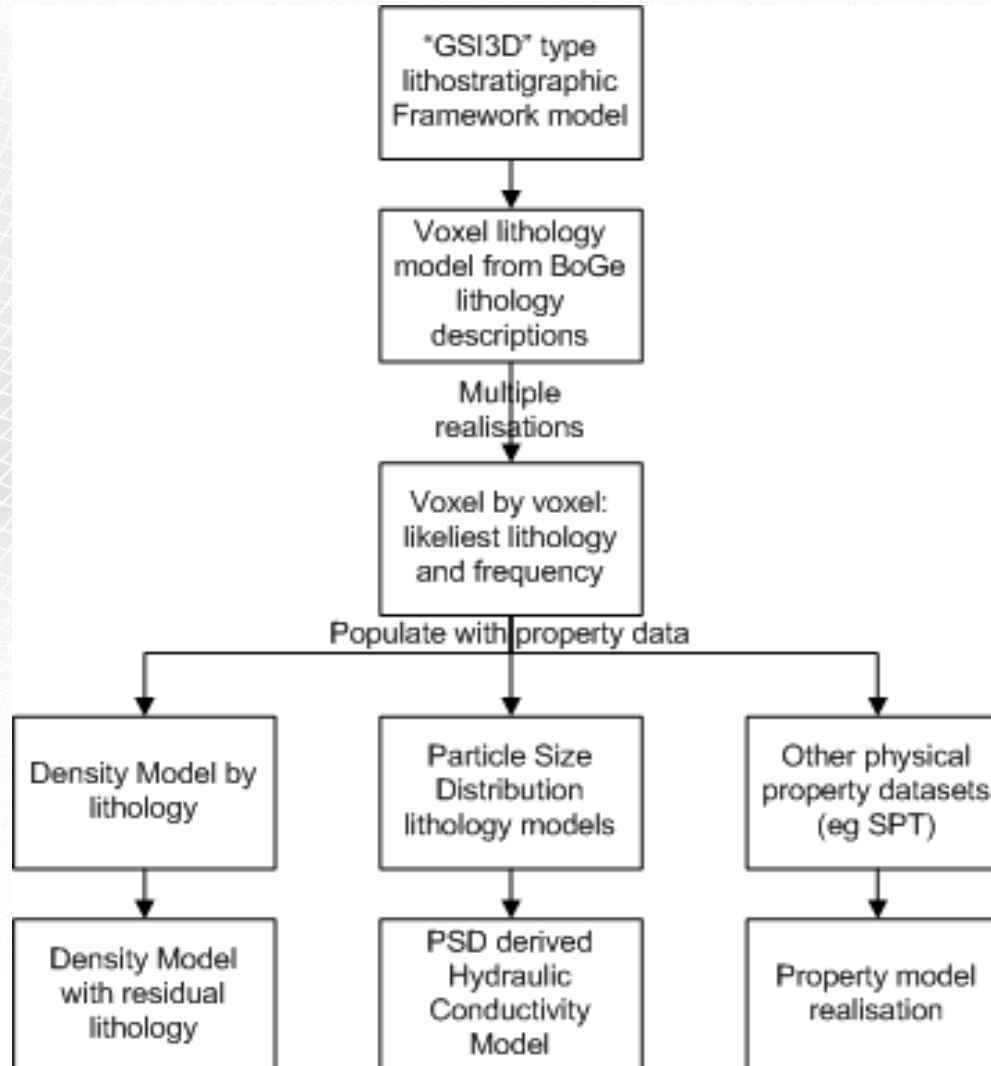 “GSI3D” type
lithostratigraphic
Framework model
Voxel lithology
model from BoGe
lithology
descriptions
Multiple
realisations
Voxel by voxel:
likeliest lithology
and frequency
Populate with property data
Density Model by
lithology
Particle Size
Distribution
lithology models
Other physical
property datasets
(eg SPT)
Density Model
with residual
lithology
PSD derived
Hydraulic
Conductivity
Model
Property model
realisation